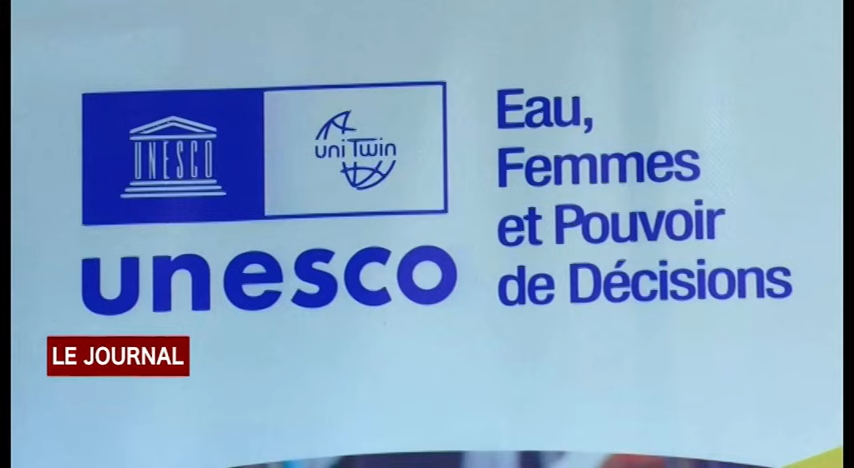 UNESCO
uniTwin
unesco
Eau,
Femmes
et Pouvoir
de Décisions
LE JOURNAL